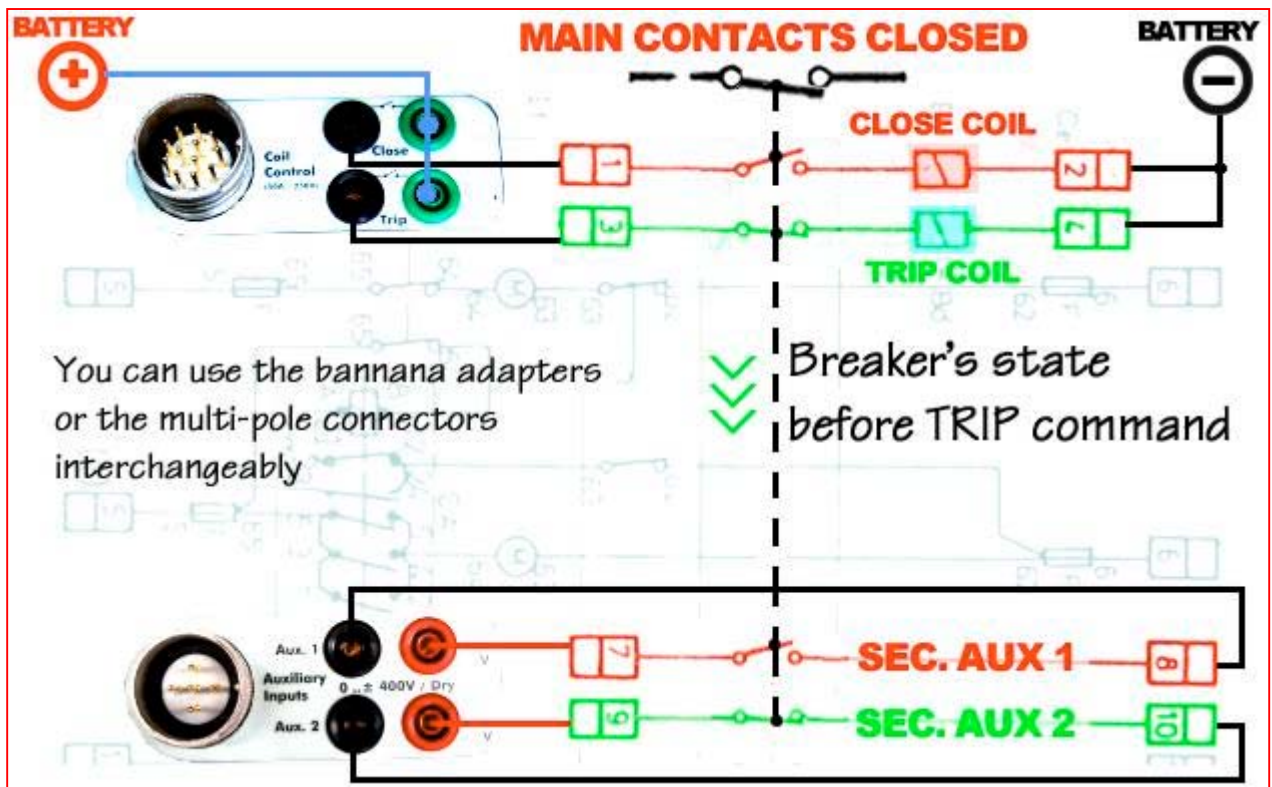 BATTERY
MAIN CONTACTS CLOSED
BATTERY
+
−
CLOSE COIL
Coil
Control
Close
Trip
1
2
3
4
TRIP COIL
You can use the bannana adapters
or the multi-pole connectors
interchangeably
Breaker's state
before TRIP command
Aux. 1
Auxiliary
Inputs
400V / Dry
V
Aux. 2
V
7
SEC. AUX 1
8
9
SEC. AUX 2
10